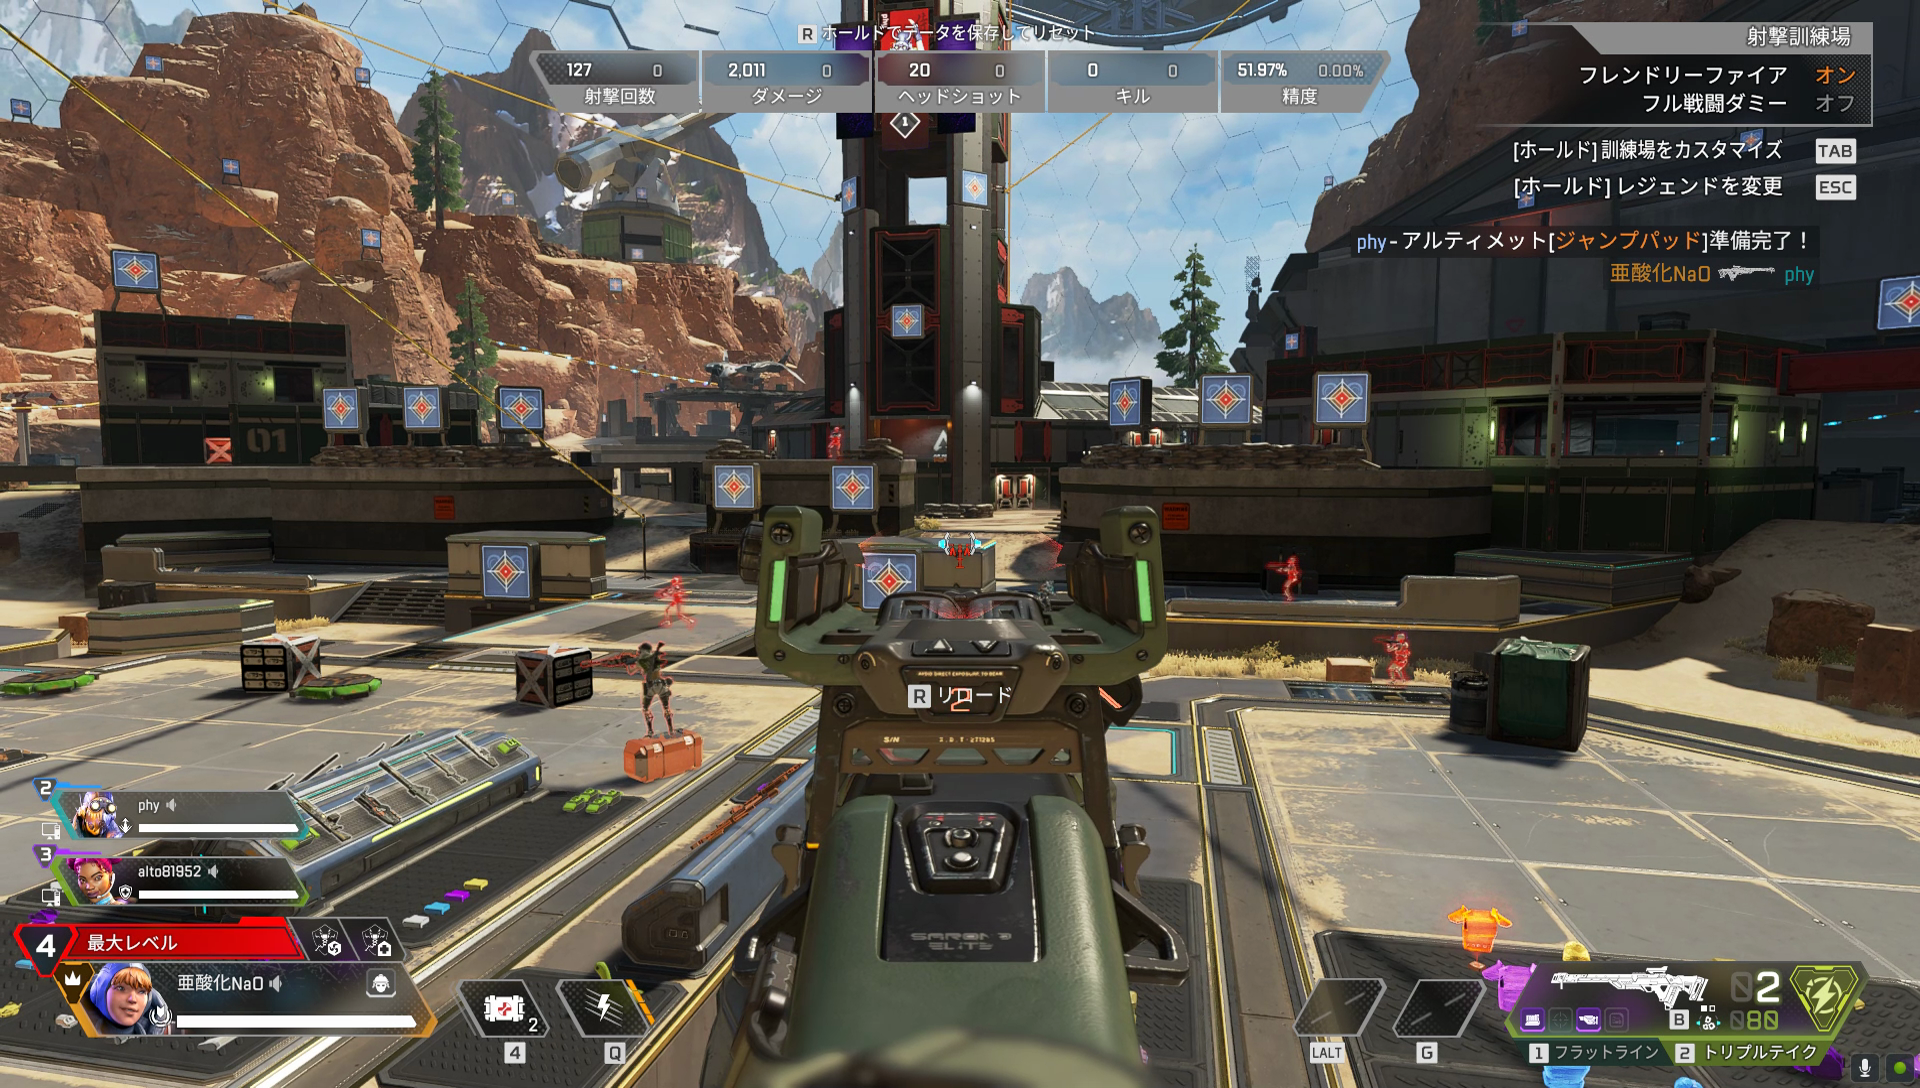 R ホールドでデータを保存してリセット
127 0 射撃回数
2,011 0 ダメージ
20 0 ヘッドショット
0 0 キル
51.97% 0.00% 精度
1
射撃訓練場
フレンドリーファイア オン
フル戦闘ダミー オフ
[ホールド]訓練場をカスタマイズ TAB
[ホールド]レジェンドを変更 ESC
phy-アルティメット[ジャンプパッド]準備完了！
亜酸化NaO phy
01
AVOID DIRECT EXPOSURE TO BEAM
R リロード
2
S/N
2 phy
3 alto81952
4 最大レベル
亜酸化NaO
2
4
Q
LALT
G
02
B 080
1 フラットライン 2 トリプルテイク